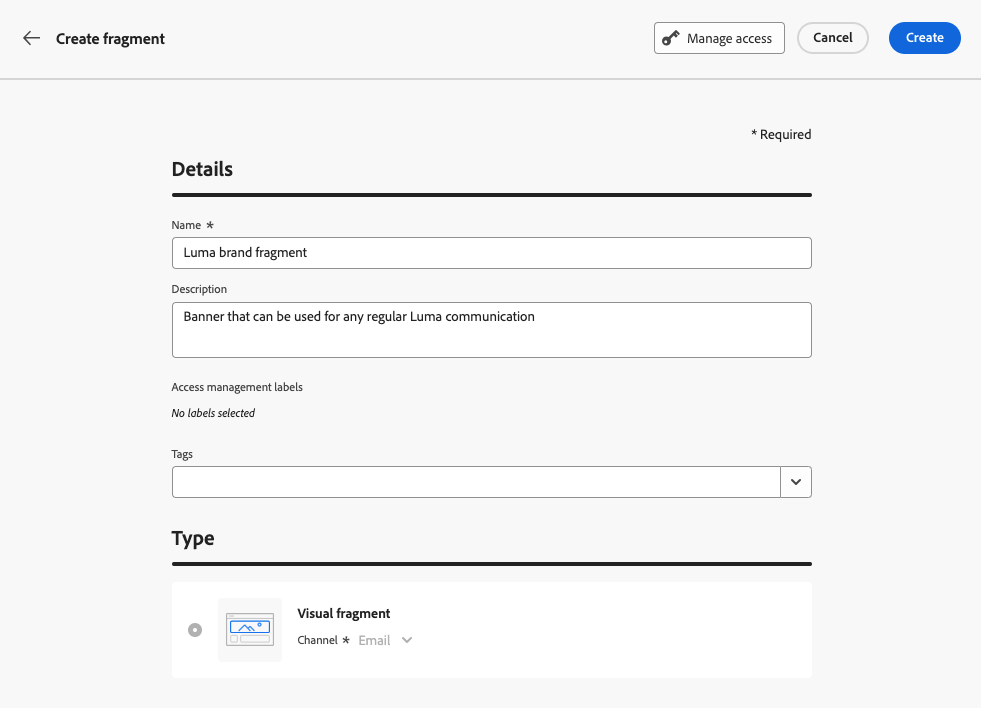 Create fragment
Manage access
Cancel
Create
* Required
Details
Name *
Luma brand fragment
Description
Banner that can be used for any regular Luma communication
Access management labels
No labels selected
Tags
Type
Visual fragment
Channel * Email